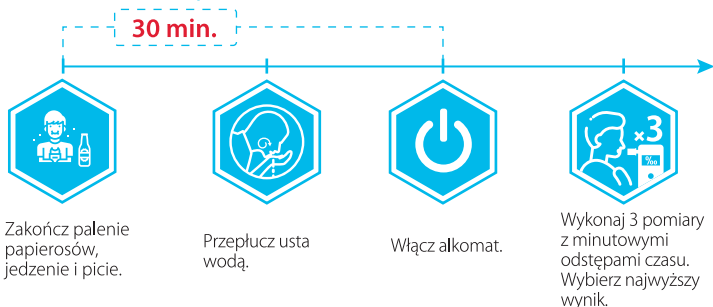 30 min.
×3
‰
Zakończ palenie
papierosów,
jedzenie i picie.
Przepłucz usta
wodą.
Włącz alkomat.
Wykonaj 3 pomiary
z minutowymi
odstępami czasu.
Wybierz najwyższy
wynik.